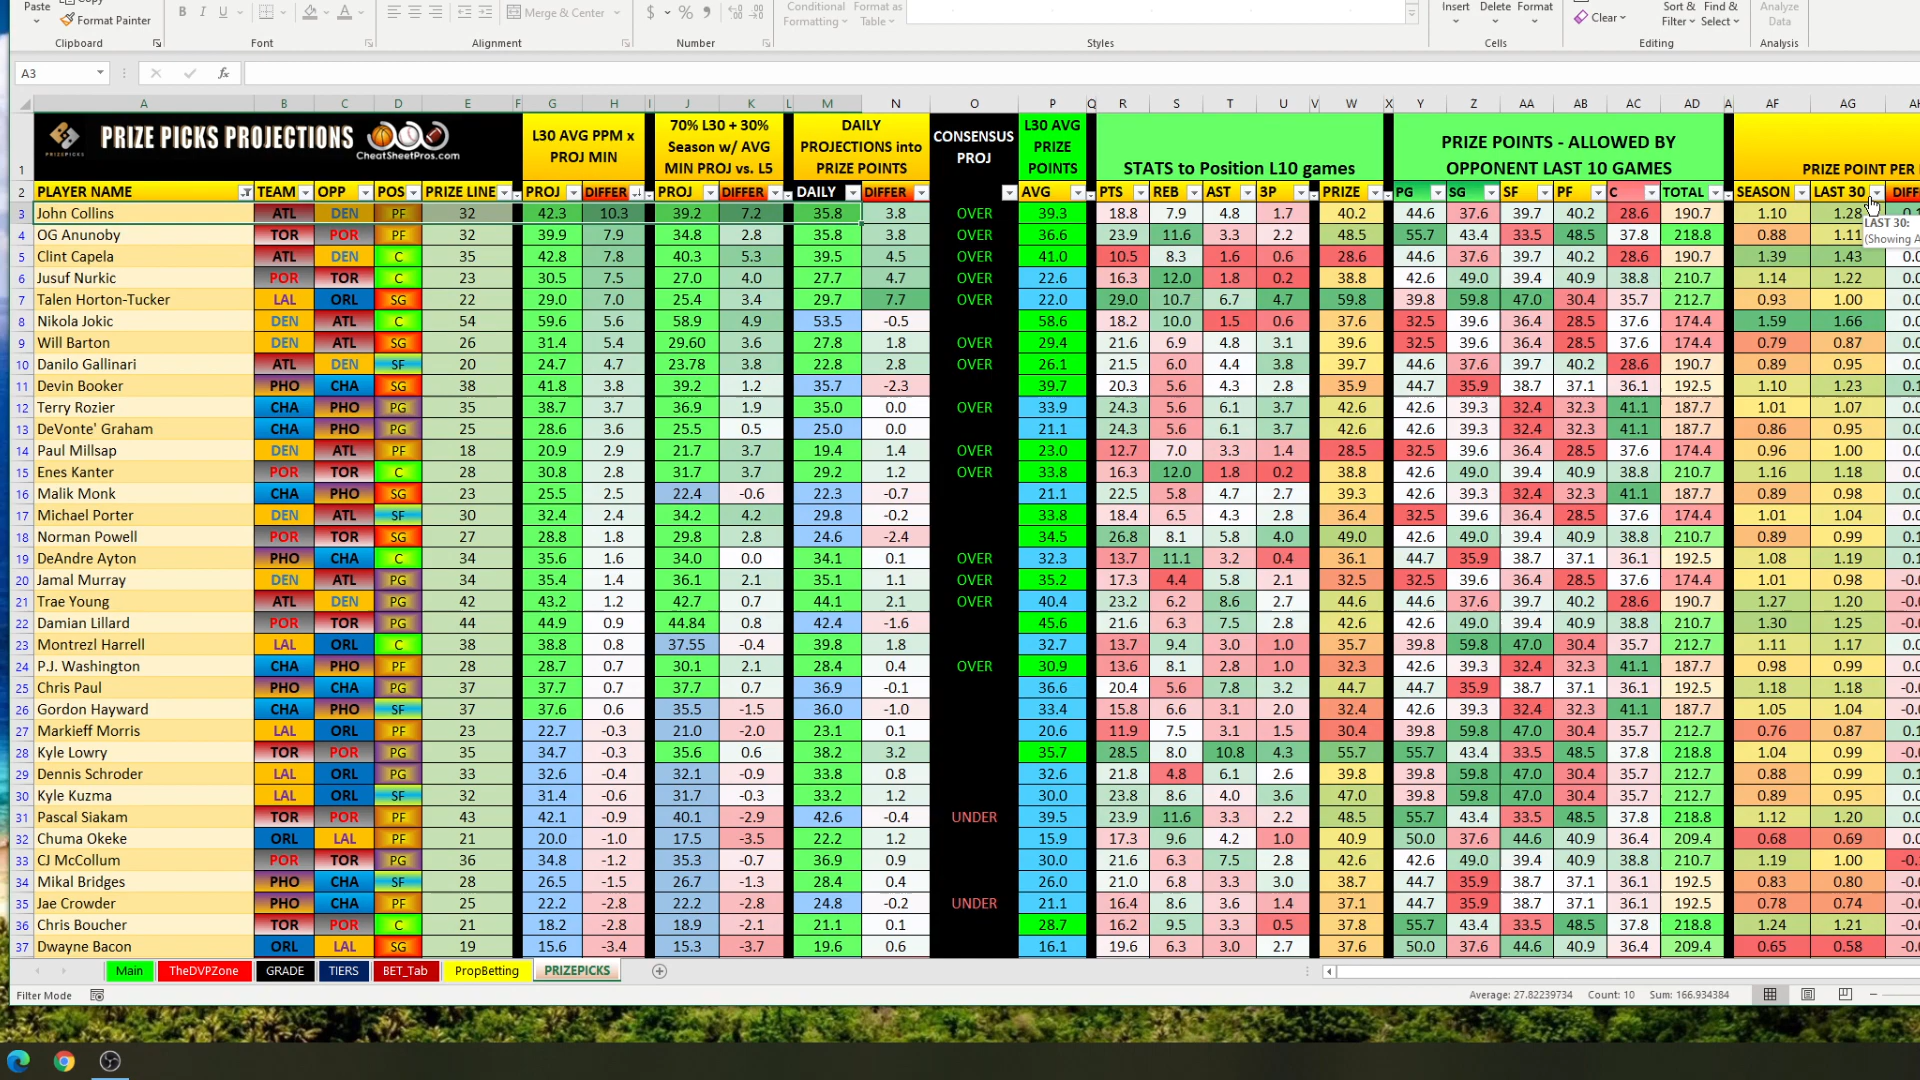 Paste Copy Format Painter B I U Merge & Center $ % Conditional Formatting Format as Table Insert Delete Format Clear Sort & Filter Find & Select Analyze Data
Clipboard Font Alignment Number Styles Cells Editing Analysis
A3 fx
A B C D E F G H I J K L M N O P Q R S T U V W X Y Z AA AB AC AD AF AG
1 PRIZE PICKS PROJECTIONS CheatSheetPros.com L30 AVG PPM x PROJ MIN 70% L30 + 30% Season w/ AVG MIN PROJ vs. L5 DAILY PROJECTIONS into PRIZE POINTS CONSENSUS PROJ L30 AVG PRIZE POINTS STATS to Position L10 games PRIZE POINTS - ALLOWED BY OPPONENT LAST 10 GAMES PRIZE POINT PER
2 PLAYER NAME TEAM OPP POS PRIZE LINE PROJ DIFFER PROJ DIFFER DAILY DIFFER AVG PTS REB AST 3P PRIZE PG SG SF PF C TOTAL SEASON LAST 30
3 John Collins ATL DEN PF 32 42.3 10.3 39.2 7.2 35.8 3.8 OVER 39.3 18.8 7.9 4.8 1.7 40.2 44.6 37.6 39.7 40.2 28.6 190.7 1.10 1.28
4 OG Anunoby TOR POR PF 32 39.9 7.9 34.8 2.8 35.8 3.8 OVER 36.6 23.9 11.6 3.3 2.2 48.5 55.7 43.4 33.5 48.5 37.8 218.8 0.88 1.11 LAST 30:
5 Clint Capela ATL DEN C 35 42.8 7.8 40.3 5.3 39.5 4.5 OVER 41.0 10.5 8.3 1.6 0.6 28.6 44.6 37.6 39.7 40.2 28.6 190.7 1.39 1.43
6 Jusuf Nurkic POR TOR C 23 30.5 7.5 27.0 4.0 27.7 4.7 OVER 22.6 16.3 12.0 1.8 0.2 38.8 42.6 49.0 39.4 40.9 38.8 210.7 1.14 1.22
7 Talen Horton-Tucker LAL ORL SG 22 29.0 7.0 25.4 3.4 29.7 7.7 OVER 22.0 29.0 10.7 6.7 4.7 59.8 39.8 59.8 47.0 30.4 35.7 212.7 0.93 1.00
8 Nikola Jokic DEN ATL C 54 59.6 5.6 58.9 4.9 53.5 -0.5 58.6 18.2 10.0 1.5 0.6 37.6 32.5 39.6 36.4 28.5 37.6 174.4 1.59 1.66
9 Will Barton DEN ATL SG 26 31.4 5.4 29.60 3.6 27.8 1.8 OVER 29.4 21.6 6.9 4.8 3.1 39.6 32.5 39.6 36.4 28.5 37.6 174.4 0.79 0.87
10 Danilo Gallinari ATL DEN SF 20 24.7 4.7 23.78 3.8 22.8 2.8 OVER 26.1 21.5 6.0 4.4 3.8 39.7 44.6 37.6 39.7 40.2 28.6 190.7 0.89 0.95
11 Devin Booker PHO CHA SG 38 41.8 3.8 39.2 1.2 35.7 -2.3 39.7 20.3 5.6 4.3 2.8 35.9 44.7 35.9 38.7 37.1 36.1 192.5 1.10 1.23
12 Terry Rozier CHA PHO PG 35 38.7 3.7 36.9 1.9 35.0 0.0 OVER 33.9 24.3 5.6 6.1 3.7 42.6 42.6 39.3 32.4 32.3 41.1 187.7 1.01 1.07
13 DeVonte' Graham CHA PHO PG 25 28.6 3.6 25.5 0.5 25.0 0.0 21.1 24.3 5.6 6.1 3.7 42.6 42.6 39.3 32.4 32.3 41.1 187.7 0.86 0.95
14 Paul Millsap DEN ATL PF 18 20.9 2.9 21.7 3.7 19.4 1.4 OVER 23.0 12.7 7.0 3.3 1.4 28.5 32.5 39.6 36.4 28.5 37.6 174.4 0.96 1.00
15 Enes Kanter POR TOR C 28 30.8 2.8 31.7 3.7 29.2 1.2 OVER 33.8 16.3 12.0 1.8 0.2 38.8 42.6 49.0 39.4 40.9 38.8 210.7 1.16 1.18
16 Malik Monk CHA PHO SG 23 25.5 2.5 22.4 -0.6 22.3 -0.7 21.1 22.5 5.8 4.7 2.7 39.3 42.6 39.3 32.4 32.3 41.1 187.7 0.89 0.98
17 Michael Porter DEN ATL SF 30 32.4 2.4 34.2 4.2 29.8 -0.2 33.8 18.4 6.5 4.3 2.8 36.4 32.5 39.6 36.4 28.5 37.6 174.4 1.01 1.04
18 Norman Powell POR TOR SG 27 28.8 1.8 29.8 2.8 24.6 -2.4 34.5 26.8 8.1 5.8 4.0 49.0 42.6 49.0 39.4 40.9 38.8 210.7 0.89 0.99
19 DeAndre Ayton PHO CHA C 34 35.6 1.6 34.0 0.0 34.1 0.1 OVER 32.3 13.7 11.1 3.2 0.4 36.1 44.7 35.9 38.7 37.1 36.1 192.5 1.08 1.19
20 Jamal Murray DEN ATL PG 34 35.4 1.4 36.1 2.1 35.1 1.1 OVER 35.2 17.3 4.4 5.8 2.1 32.5 32.5 39.6 36.4 28.5 37.6 174.4 1.01 0.98
21 Trae Young ATL DEN PG 42 43.2 1.2 42.7 0.7 44.1 2.1 OVER 40.4 23.2 6.2 8.6 2.7 44.6 44.6 37.6 39.7 40.2 28.6 190.7 1.27 1.20
22 Damian Lillard POR TOR PG 44 44.9 0.9 44.84 0.8 42.4 -1.6 45.6 21.6 6.3 7.5 2.8 42.6 42.6 49.0 39.4 40.9 38.8 210.7 1.30 1.25
23 Montrezl Harrell LAL ORL C 38 38.8 0.8 37.55 -0.4 39.8 1.8 32.7 13.7 9.4 3.0 1.0 35.7 39.8 59.8 47.0 30.4 35.7 212.7 1.11 1.17
24 P.J. Washington CHA PHO PF 28 28.7 0.7 30.1 2.1 28.4 0.4 OVER 30.9 13.6 8.1 2.8 1.0 32.3 42.6 39.3 32.4 32.3 41.1 187.7 0.98 0.99
25 Chris Paul PHO CHA PG 37 37.7 0.7 37.7 0.7 36.9 -0.1 36.6 20.4 5.6 7.8 3.2 44.7 44.7 35.9 38.7 37.1 36.1 192.5 1.18 1.18
26 Gordon Hayward CHA PHO SF 37 37.6 0.6 35.5 -1.5 36.0 -1.0 33.4 15.8 6.6 3.1 2.0 32.4 42.6 39.3 32.4 32.3 41.1 187.7 1.05 1.04
27 Markieff Morris LAL ORL PF 23 22.7 -0.3 21.0 -2.0 23.1 0.1 20.6 11.9 7.5 3.1 1.5 30.4 39.8 59.8 47.0 30.4 35.7 212.7 0.76 0.87
28 Kyle Lowry TOR POR PG 35 34.7 -0.3 35.6 0.6 38.2 3.2 35.7 28.5 8.0 10.8 4.3 55.7 55.7 43.4 33.5 48.5 37.8 218.8 1.04 0.99
29 Dennis Schroder LAL ORL PG 33 32.6 -0.4 32.1 -0.9 33.8 0.8 32.6 21.8 4.8 6.1 2.6 39.8 39.8 59.8 47.0 30.4 35.7 212.7 0.88 0.99
30 Kyle Kuzma LAL ORL SF 32 31.4 -0.6 31.7 -0.3 33.2 1.2 30.0 23.8 8.6 4.0 3.6 47.0 39.8 59.8 47.0 30.4 35.7 212.7 0.89 0.95
31 Pascal Siakam TOR POR PF 43 42.1 -0.9 40.1 -2.9 42.6 -0.4 UNDER 39.5 23.9 11.6 3.3 2.2 48.5 55.7 43.4 33.5 48.5 37.8 218.8 1.12 1.20
32 Chuma Okeke ORL LAL PF 21 20.0 -1.0 17.5 -3.5 22.2 1.2 15.9 17.3 9.6 4.2 1.0 40.9 50.0 37.6 44.6 40.9 36.4 209.4 0.68 0.69
33 CJ McCollum POR TOR PG 36 34.8 -1.2 35.3 -0.7 36.9 0.9 30.0 21.6 6.3 7.5 2.8 42.6 42.6 49.0 39.4 40.9 38.8 210.7 1.19 1.00
34 Mikal Bridges PHO CHA SF 28 26.5 -1.5 26.7 -1.3 28.4 0.4 26.0 21.0 6.8 3.3 3.0 38.7 44.7 35.9 38.7 37.1 36.1 192.5 0.83 0.80
35 Jae Crowder PHO CHA PF 25 22.2 -2.8 22.2 -2.8 24.8 -0.2 UNDER 21.1 16.4 8.6 3.6 1.4 37.1 44.7 35.9 38.7 37.1 36.1 192.5 0.78 0.74
36 Chris Boucher TOR POR C 21 18.2 -2.8 18.9 -2.1 21.1 0.1 28.7 16.2 9.5 3.3 0.5 37.8 55.7 43.4 33.5 48.5 37.8 218.8 1.24 1.21
37 Dwayne Bacon ORL LAL SG 19 15.6 -3.4 15.3 -3.7 19.6 0.6 16.1 19.6 6.3 3.0 2.7 37.6 50.0 37.6 44.6 40.9 36.4 209.4 0.65 0.58
Main TheDVPZone GRADE TIERS BET_Tab PropBetting PRIZEPICKS
Filter Mode Average: 27.82239734 Count: 10 Sum: 166.934384